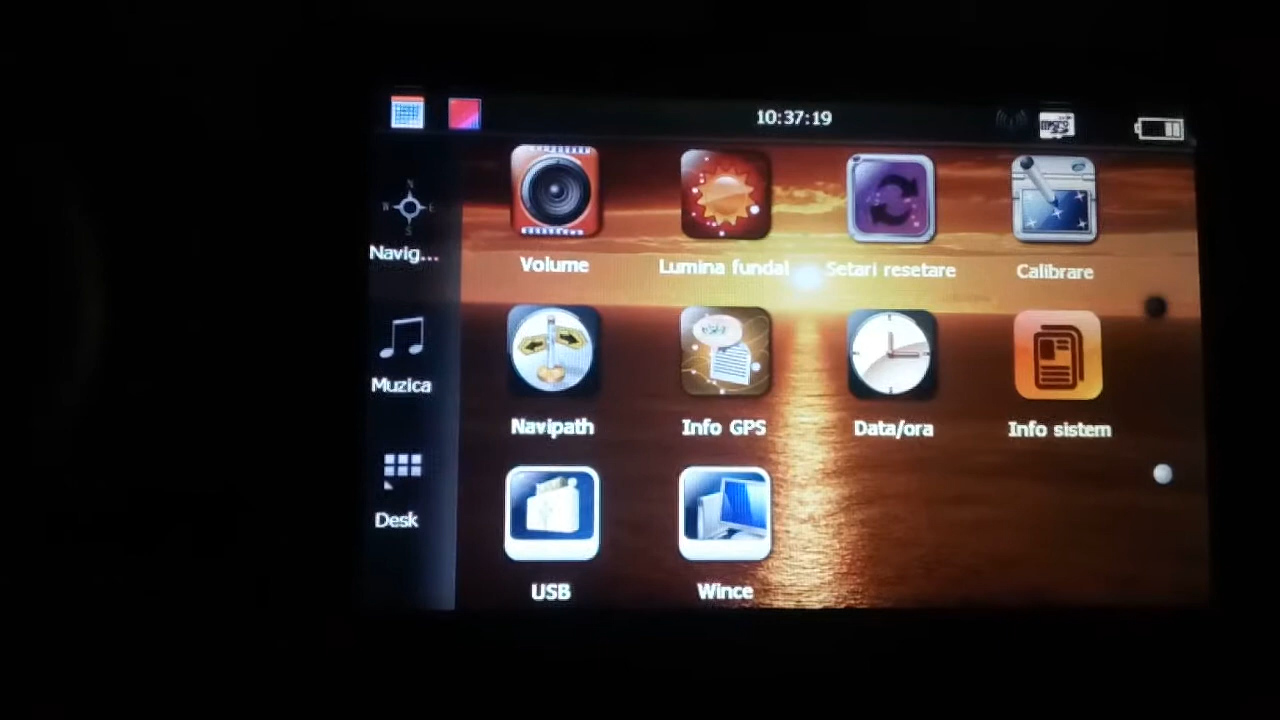 10:37:19
N
W E
S
Navig...
Volume
Lumina fundal
Setari resetare
Calibrare
Muzica
Navipath
Info GPS
Data/ora
Info sistem
Desk
USB
Wince